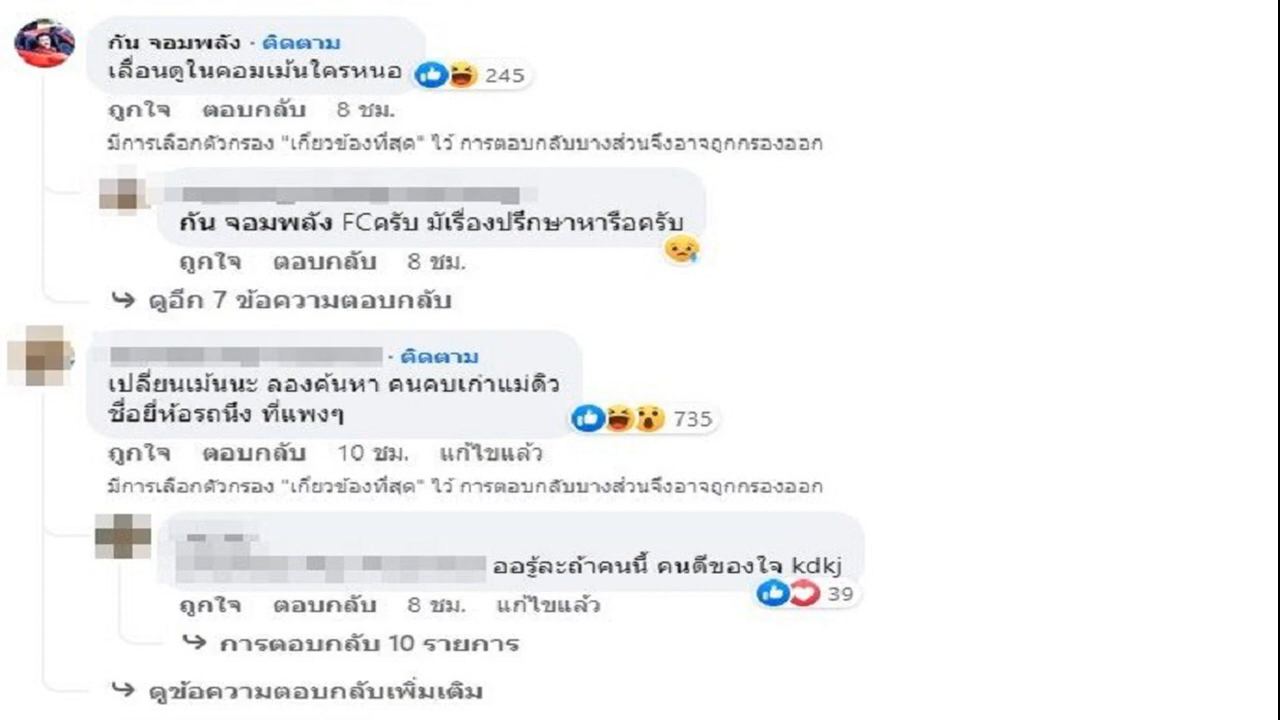 กัน จอมพลัง · ติดตาม
เลื่อนดูในคอมเม้นใครหนอ 245
ถูกใจ ตอบกลับ 8 ชม.
มีการเลือกตัวกรอง "เกี่ยวข้องที่สุด" ไว้ การตอบกลับบางส่วนจึงอาจถูกกรองออก
กัน จอมพลัง FCครับ มัเรื่องปรึกษาหารือครับ
ถูกใจ ตอบกลับ 8 ชม.
ดูอีก 7 ข้อความตอบกลับ
· ติดตาม
เปลี่ยนเม้นนะ ลองค้นหา คนคบเก่าแม่ดิว
ชื่อยี่ห้อรถนึง ที่แพงๆ 735
ถูกใจ ตอบกลับ 10 ชม. แก้ไขแล้ว
มีการเลือกตัวกรอง "เกี่ยวข้องที่สุด" ไว้ การตอบกลับบางส่วนจึงอาจถูกกรองออก
ออรู้ละถ้าคนนี้ คนดีของใจ kdkj
39
ถูกใจ ตอบกลับ 8 ชม. แก้ไขแล้ว
การตอบกลับ 10 รายการ
ดูข้อความตอบกลับเพิ่มเติม